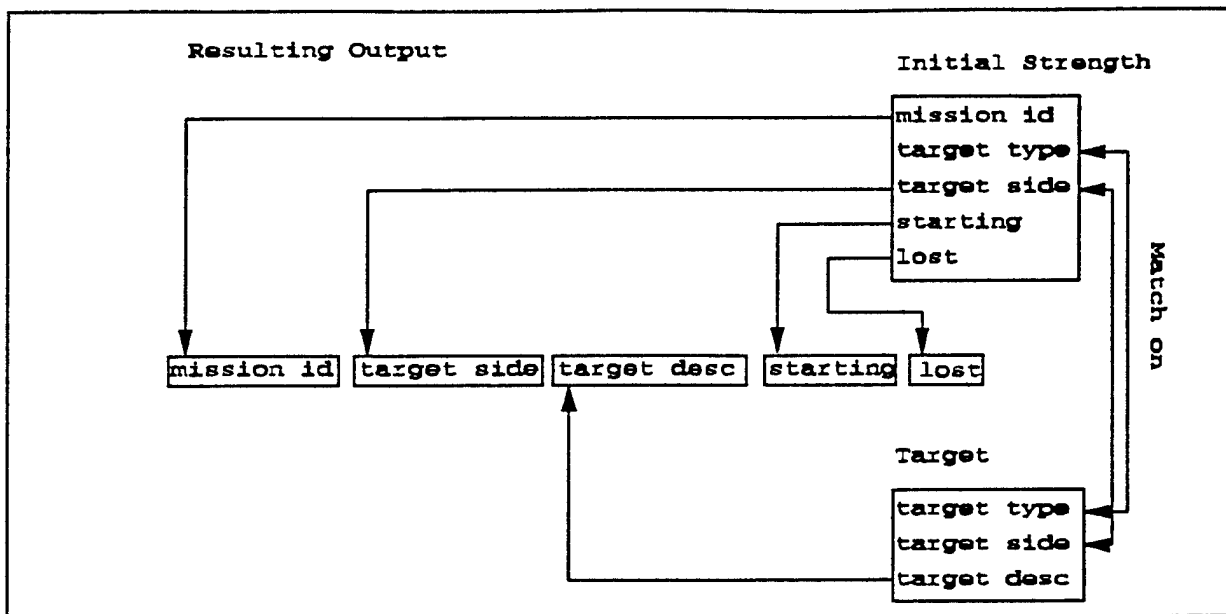 Resulting Output
Initial Strength
mission id
target type
target side
starting
lost
Match on
mission id target side target desc starting lost
Target
target type
target side
target desc